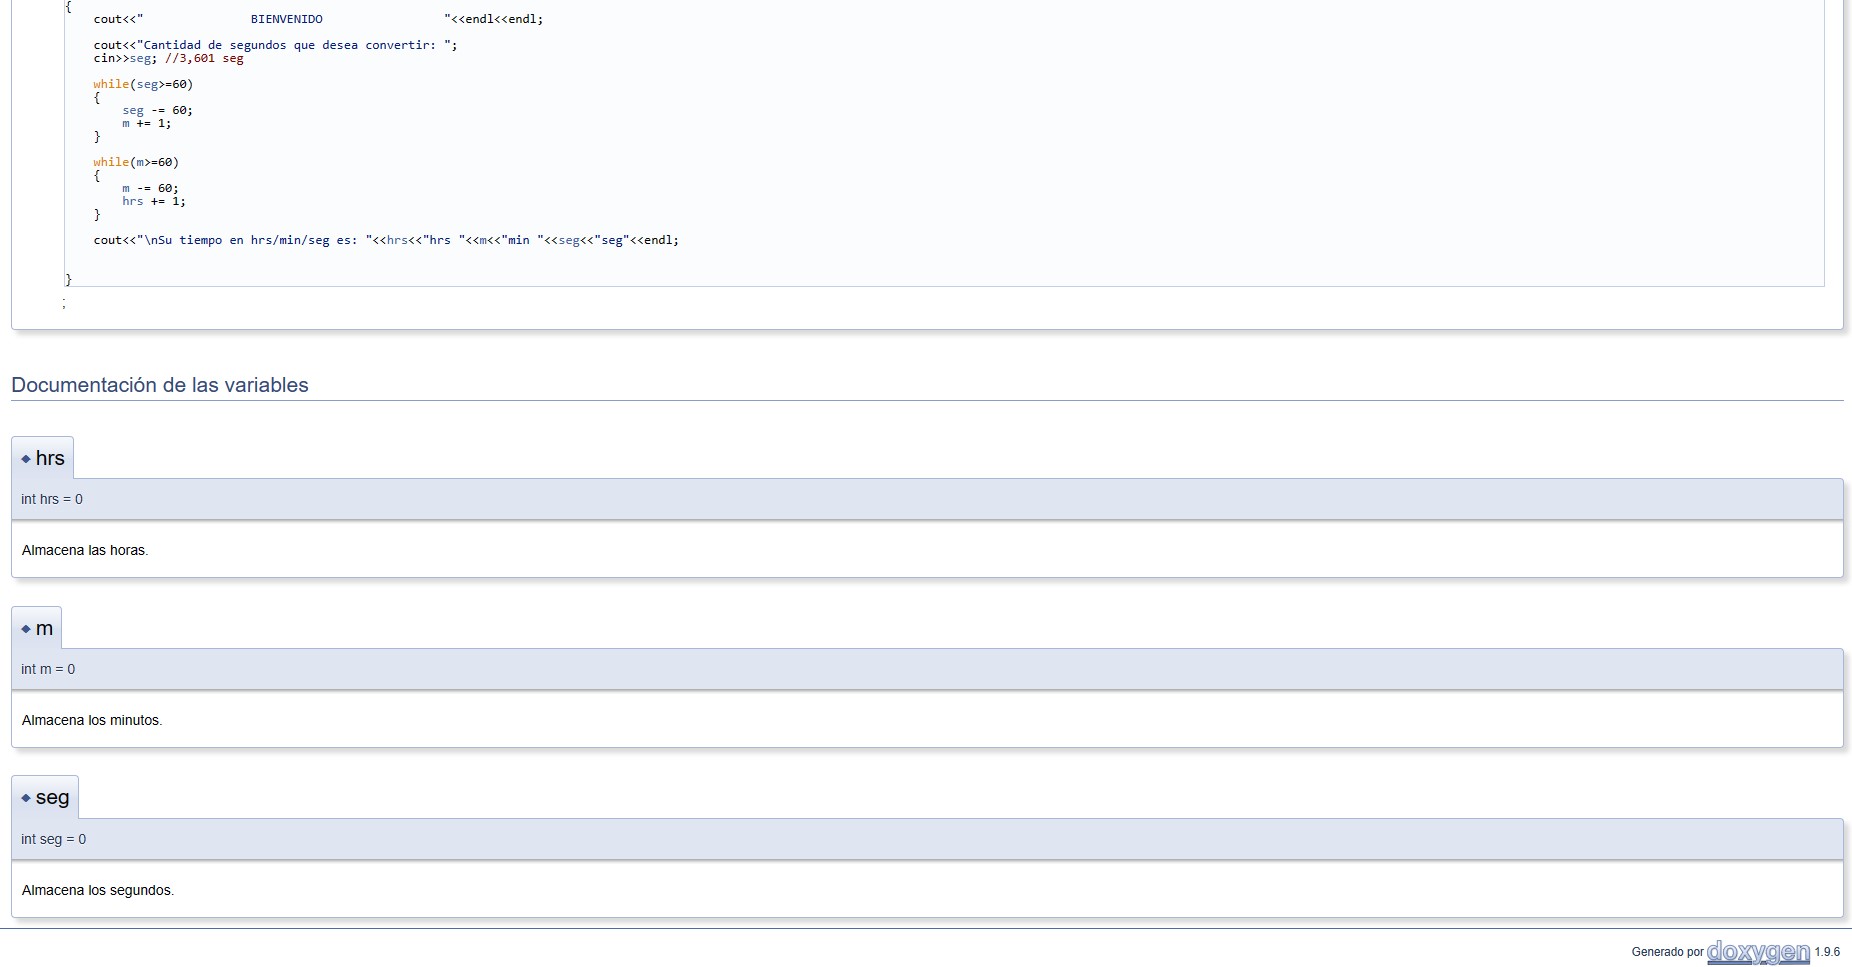 {
cout<<"               BIENVENIDO                 "<<endl<<endl;
cout<<"Cantidad de segundos que desea convertir: ";
cin>>seg; //3,601 seg
while(seg>=60)
{
seg -= 60;
m += 1;
}
while(m>=60)
{
m -= 60;
hrs += 1;
}
cout<<"\nSu tiempo en hrs/min/seg es: "<<hrs<<"hrs "<<m<<"min "<<seg<<"seg"<<endl;
}
;
Documentación de las variables
◆ hrs
int hrs = 0
Almacena las horas.
◆ m
int m = 0
Almacena los minutos.
◆ seg
int seg = 0
Almacena los segundos.
Generado por doxygen 1.9.6